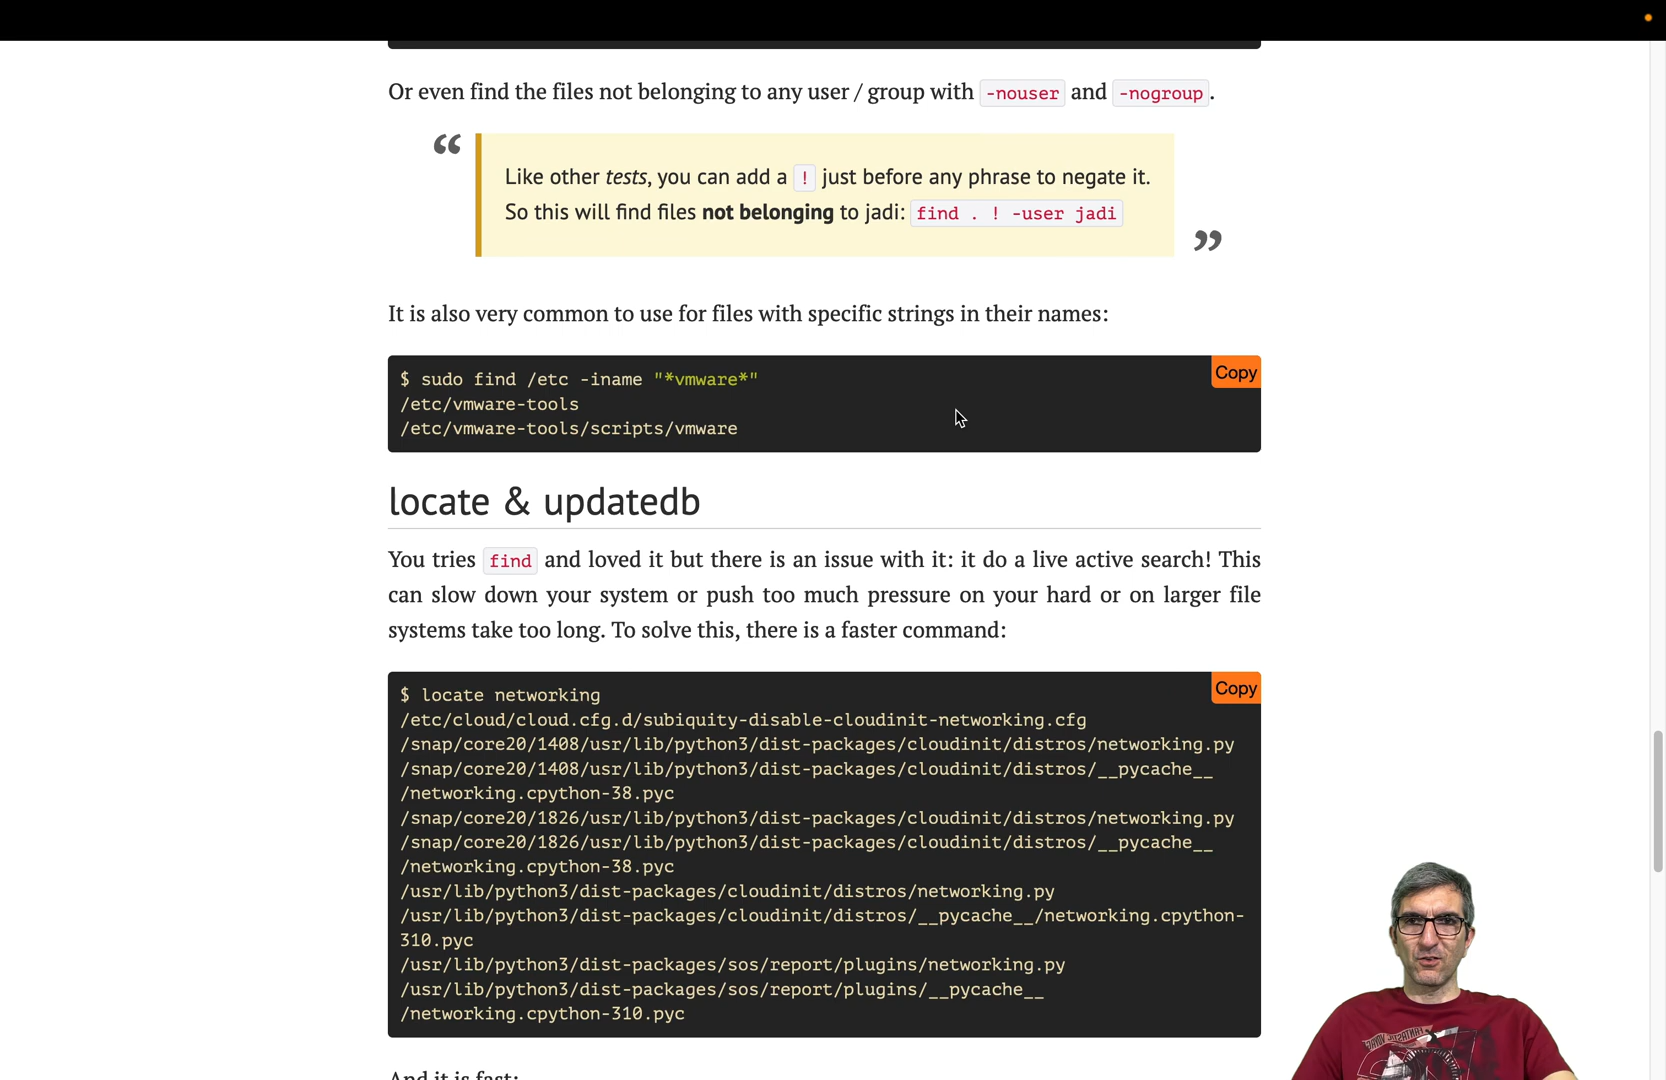 Or even find the files not belonging to any user / group with -nouser and -nogroup.
“
Like other tests, you can add a ! just before any phrase to negate it.
So this will find files not belonging to jadi: find . ! -user jadi
”
It is also very common to use for files with specific strings in their names:
Copy
$ sudo find /etc -iname "*vmware*"
/etc/vmware-tools
/etc/vmware-tools/scripts/vmware
locate & updatedb
You tries find and loved it but there is an issue with it: it do a live active search! This
can slow down your system or push too much pressure on your hard or on larger file
systems take too long. To solve this, there is a faster command:
Copy
$ locate networking
/etc/cloud/cloud.cfg.d/subiquity-disable-cloudinit-networking.cfg
/snap/core20/1408/usr/lib/python3/dist-packages/cloudinit/distros/networking.py
/snap/core20/1408/usr/lib/python3/dist-packages/cloudinit/distros/__pycache__
/networking.cpython-38.pyc
/snap/core20/1826/usr/lib/python3/dist-packages/cloudinit/distros/networking.py
/snap/core20/1826/usr/lib/python3/dist-packages/cloudinit/distros/__pycache__
/networking.cpython-38.pyc
/usr/lib/python3/dist-packages/cloudinit/distros/networking.py
/usr/lib/python3/dist-packages/cloudinit/distros/__pycache__/networking.cpython-
310.pyc
/usr/lib/python3/dist-packages/sos/report/plugins/networking.py
/usr/lib/python3/dist-packages/sos/report/plugins/__pycache__
/networking.cpython-310.pyc
And it is fast: